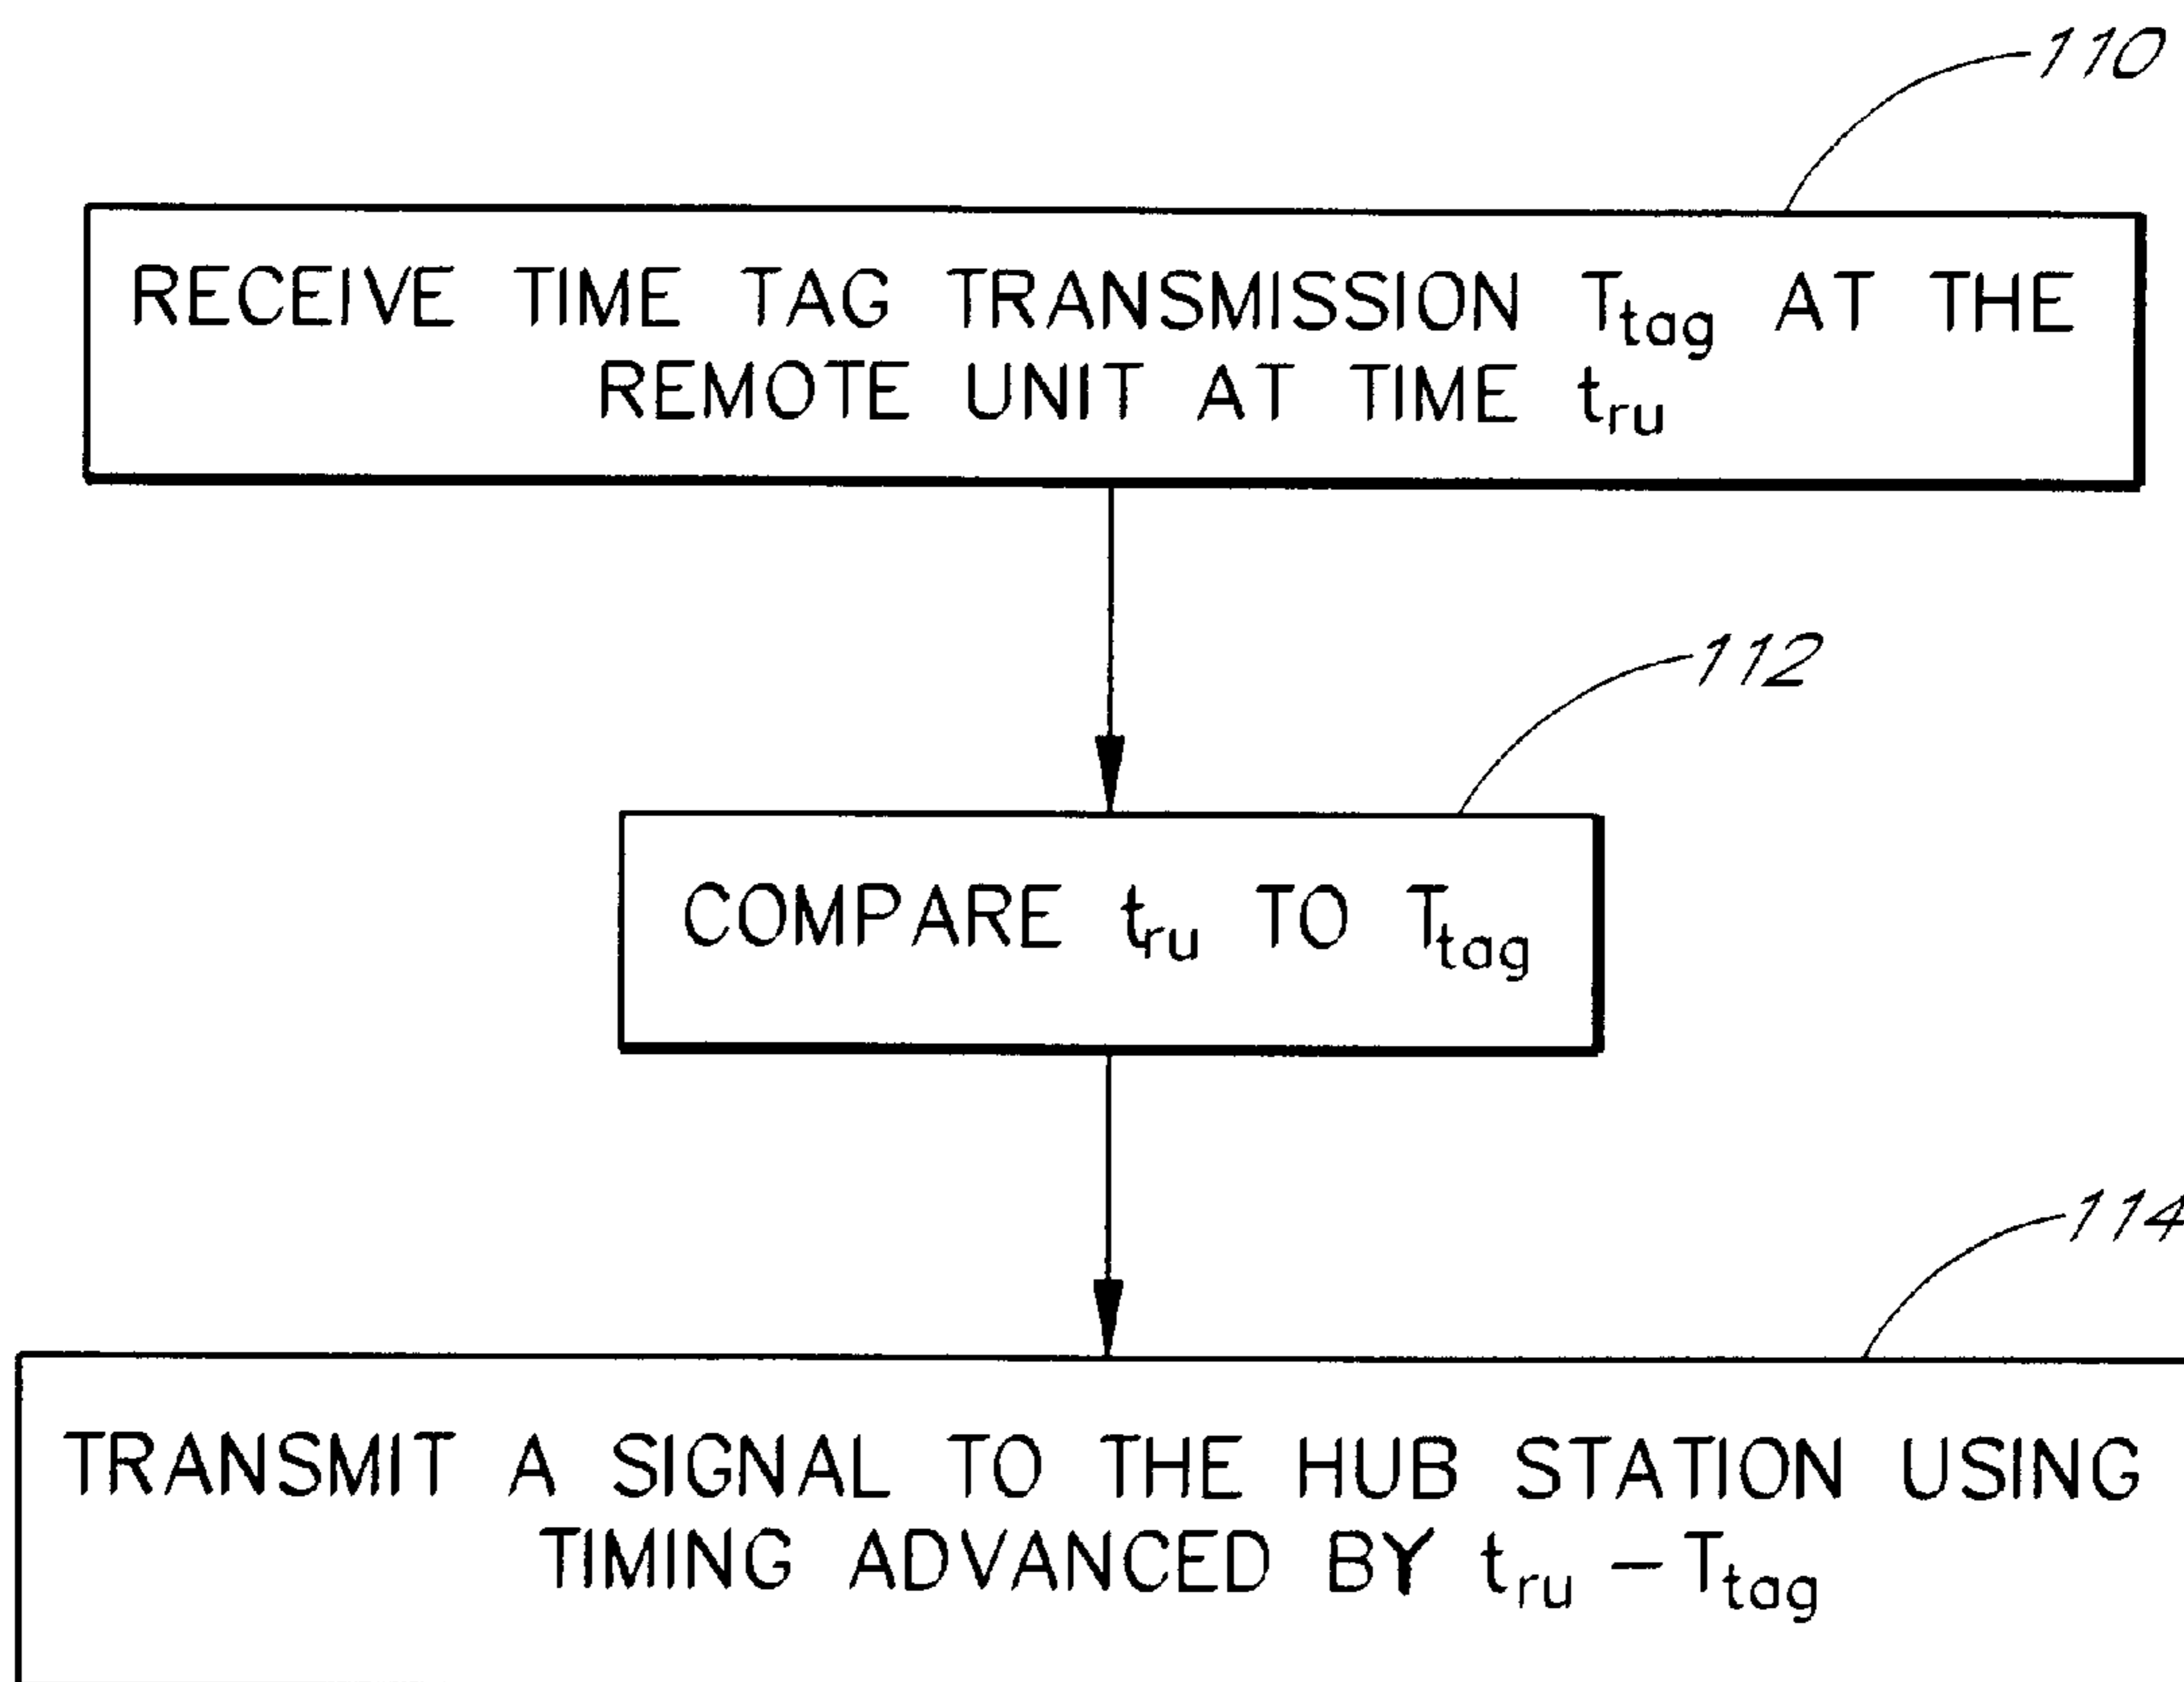 110
RECEIVE TIME TAG TRANSMISSION Ttag AT THE
REMOTE UNIT AT TIME tru
112
COMPARE tru TO Ttag
114
TRANSMIT A SIGNAL TO THE HUB STATION USING
TIMING ADVANCED BY tru – Ttag